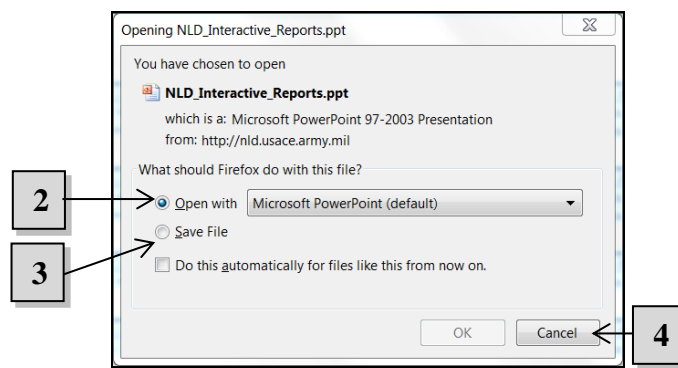 Opening NLD_Interactive_Reports.ppt
You have chosen to open
NLD_Interactive_Reports.ppt
which is a: Microsoft PowerPoint 97-2003 Presentation
from: http://nld.usace.army.mil
What should Firefox do with this file?
2
Open with Microsoft PowerPoint (default)
Save File
3
Do this automatically for files like this from now on.
OK Cancel
4